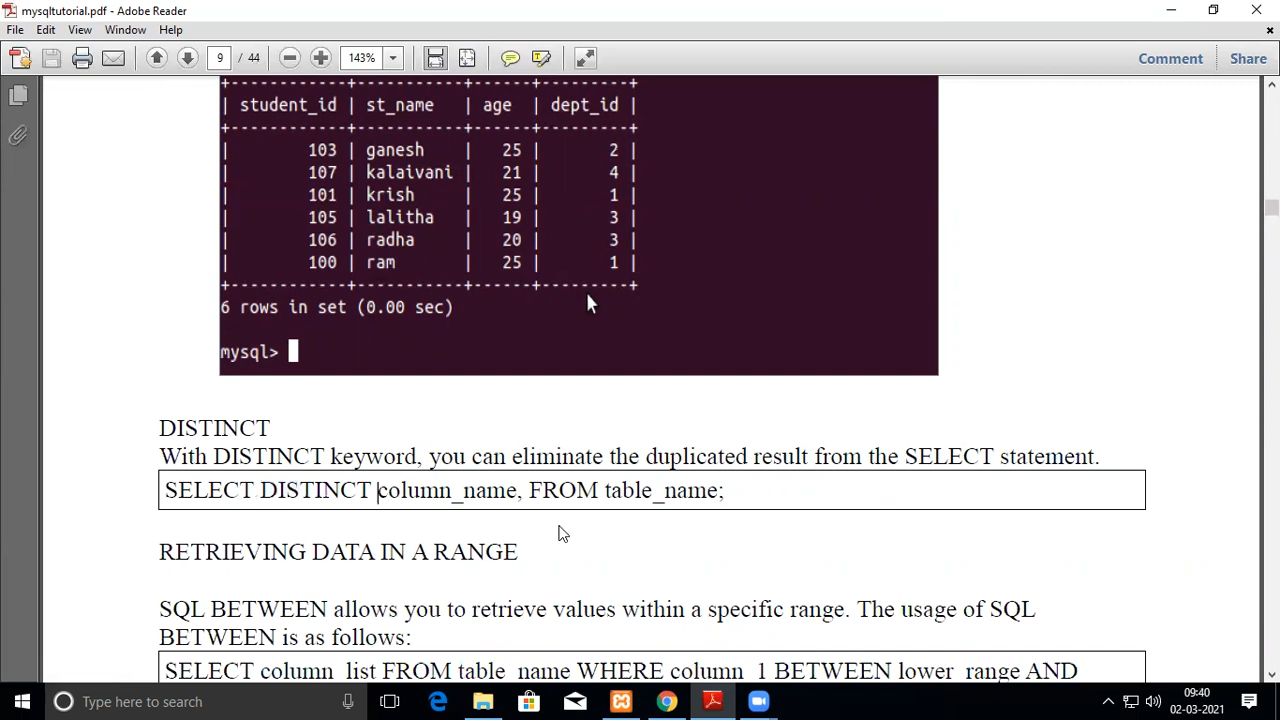 mysqltutorial.pdf - Adobe Reader
File Edit View Window Help
9 / 44 143% Comment Share
+------------+-----------+------+---------+
| student_id | st_name | age | dept_id |
+------------+-----------+------+---------+
| 103 | ganesh | 25 | 2 |
| 107 | kalaivani | 21 | 4 |
| 101 | krish | 25 | 1 |
| 105 | lalitha | 19 | 3 |
| 106 | radha | 20 | 3 |
| 100 | ram | 25 | 1 |
+------------+-----------+------+---------+
6 rows in set (0.00 sec)
mysql>
DISTINCT
With DISTINCT keyword, you can eliminate the duplicated result from the SELECT statement.
SELECT DISTINCT column_name, FROM table_name;
RETRIEVING DATA IN A RANGE
SQL BETWEEN allows you to retrieve values within a specific range. The usage of SQL
BETWEEN is as follows:
SELECT column_list FROM table_name WHERE column_1 BETWEEN lower_range AND
Type here to search
09:40
02-03-2021